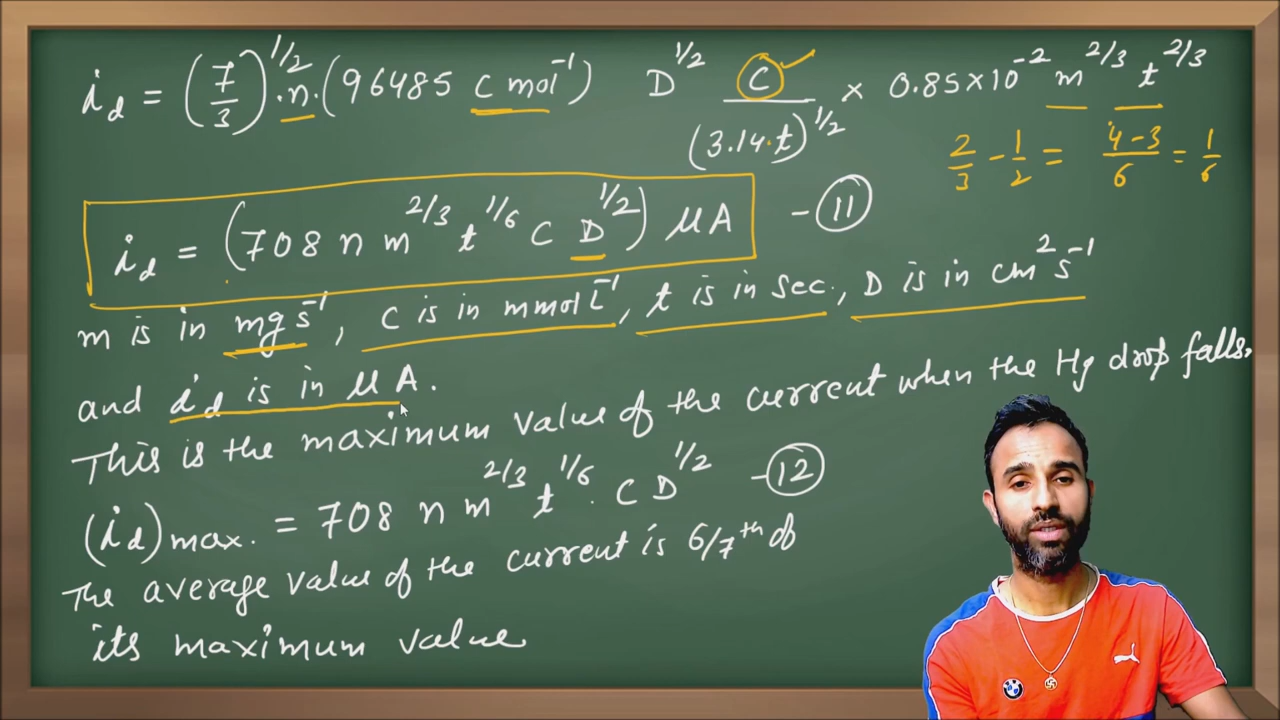 i_d = (7/3)^1/2 . n . (96485 C mol^-1) D^1/2 C/(3.14·t)^1/2 × 0.85×10^-2 m^2/3 t^2/3
2/3 - 1/2 = 4-3/6 = 1/6
i_d = (708 n m^2/3 t^1/6 C D^1/2) μA -(11)
m is in mg s^-1, C is in mmol L^-1, t is in sec., D is in cm^2 s^-1
and i_d is in μA.
This is the maximum value of the current when the Hg drop falls.
(i_d)max. = 708 n m^2/3 t^1/6 . C D^1/2 -(12)
The average value of the current is 6/7^th of
its maximum value